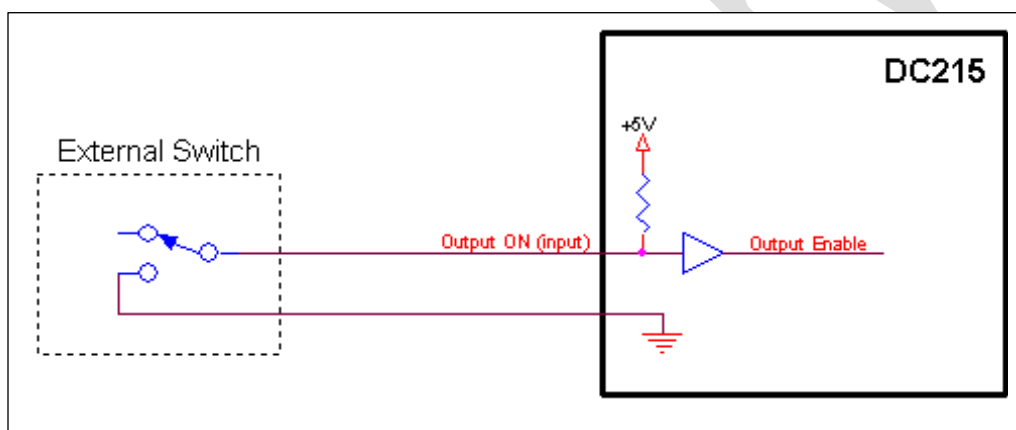 DC215
+5V
External Switch
Output ON (input)
Output Enable